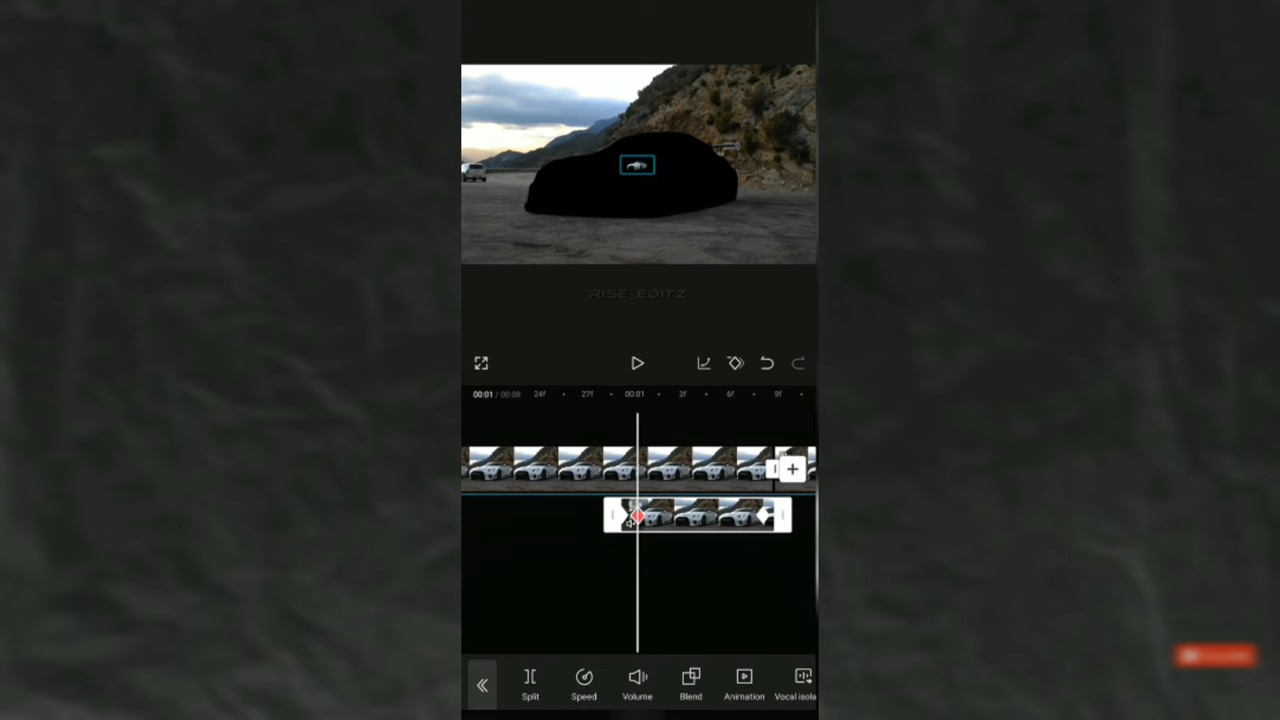 RISE_EDITZ
00:01 / 00:08 24f 27f 00:01 3f 6f 9f
Split Speed Volume Blend Animation Vocal isola